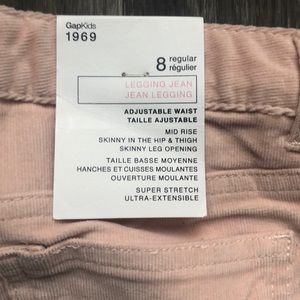 GapKids
1969
8 regular
régulier
LEGGING JEAN
JEAN LEGGING
ADJUSTABLE WAIST
TAILLE AJUSTABLE
MID RISE
SKINNY IN THE HIP & THIGH
SKINNY LEG OPENING
TAILLE BASSE MOYENNE
HANCHES ET CUISSES MOULANTES
OUVERTURE MOULANTE
SUPER STRETCH
ULTRA-EXTENSIBLE